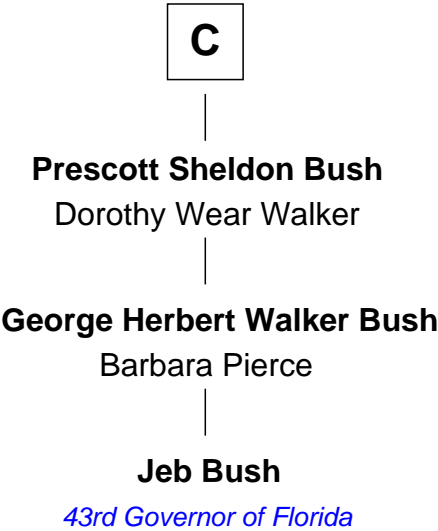 C
Prescott Sheldon Bush
Dorothy Wear Walker
George Herbert Walker Bush
Barbara Pierce
Jeb Bush
43rd Governor of Florida